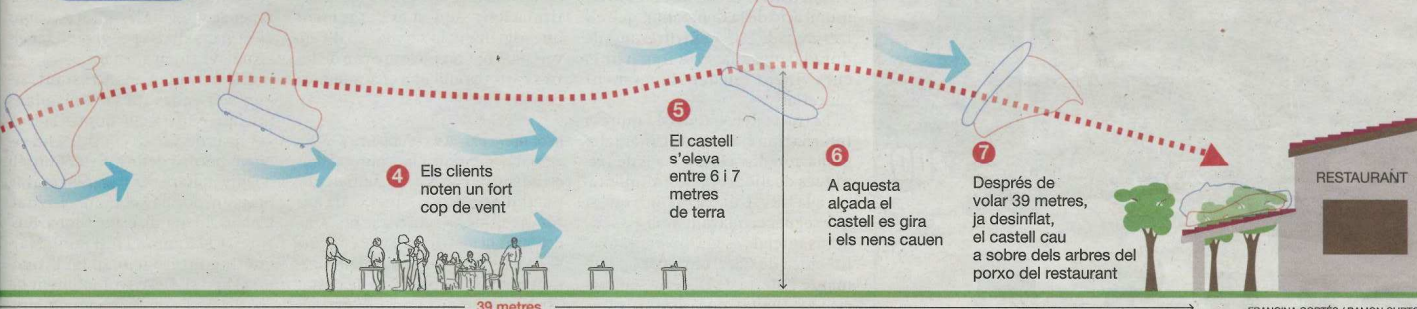 4
Els clients
noten un fort
cop de vent
5
El castell
s'eleva
entre 6 i 7
metres
de terra
6
A aquesta
alçada el
castell es gira
i els nens cauen
7
Després de
volar 39 metres,
ja desinflat,
el castell cau
a sobre dels arbres del
porxo del restaurant
RESTAURANT
39 metres